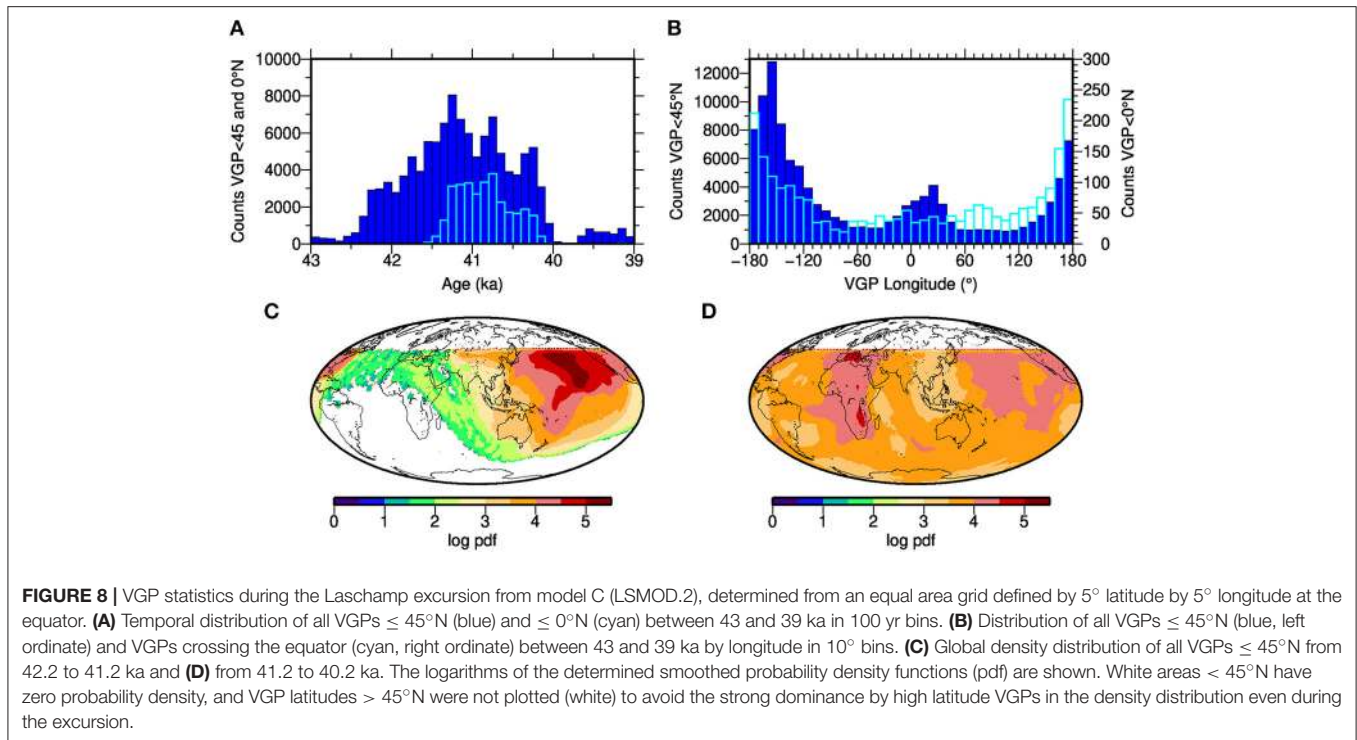 A
B
10000
8000
6000
4000
2000
0
Counts VGP<45 and 0°N
43
42
41
40
39
Age (ka)
12000
10000
8000
6000
4000
2000
0
Counts VGP<45°N
300
250
200
150
100
50
0
Counts VGP<0°N
−180
−120
−60
0
60
120
180
VGP Longitude (°)
C
D
0 1 2 3 4 5
log pdf
0 1 2 3 4 5
log pdf
FIGURE 8 | VGP statistics during the Laschamp excursion from model C (LSMOD.2), determined from an equal area grid defined by 5° latitude by 5° longitude at the
equator. (A) Temporal distribution of all VGPs ≤ 45°N (blue) and ≤ 0°N (cyan) between 43 and 39 ka in 100 yr bins. (B) Distribution of all VGPs ≤ 45°N (blue, left
ordinate) and VGPs crossing the equator (cyan, right ordinate) between 43 and 39 ka by longitude in 10° bins. (C) Global density distribution of all VGPs ≤ 45°N from
42.2 to 41.2 ka and (D) from 41.2 to 40.2 ka. The logarithms of the determined smoothed probability density functions (pdf) are shown. White areas < 45°N have
zero probability density, and VGP latitudes > 45°N were not plotted (white) to avoid the strong dominance by high latitude VGPs in the density distribution even during
the excursion.